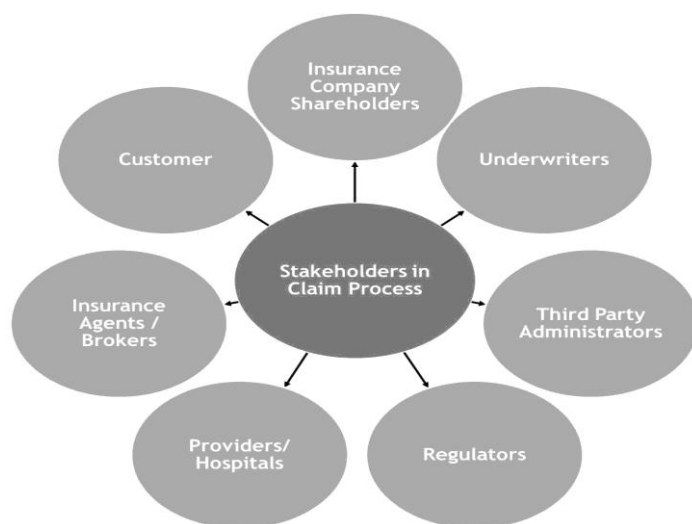 Insurance
Company
Shareholders
Customer
Underwriters
Stakeholders in
Claim Process
Insurance
Agents /
Brokers
Third Party
Administrators
Providers/
Hospitals
Regulators